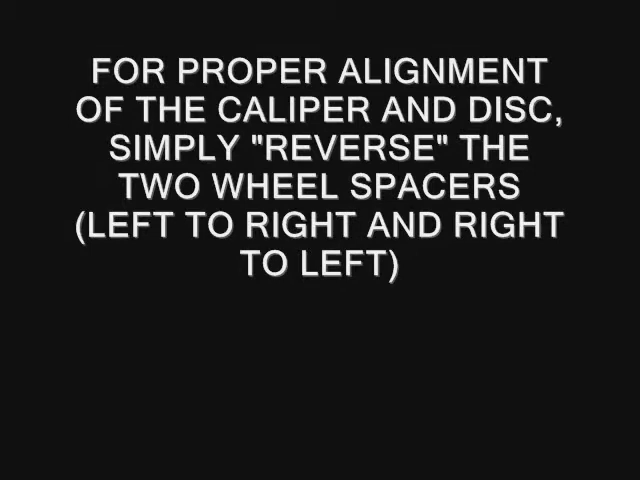 FOR PROPER ALIGNMENT
OF THE CALIPER AND DISC,
SIMPLY "REVERSE" THE
TWO WHEEL SPACERS
(LEFT TO RIGHT AND RIGHT
TO LEFT)